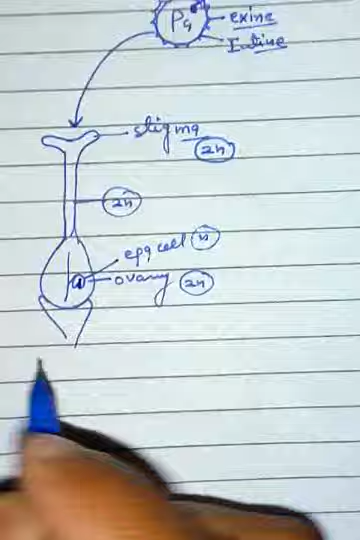 Pg
exine
Intine
stigma
2n
2n
egg cell n
ovary 2n